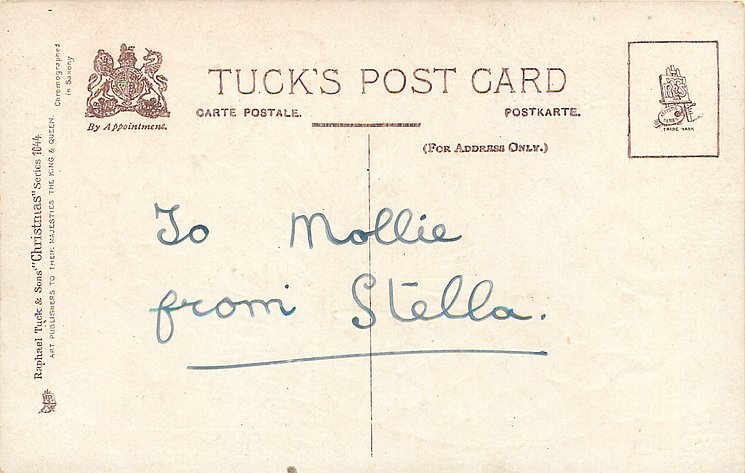 TUCK'S POST CARD
CARTE POSTALE.
POSTKARTE.
By Appointment.
(FOR ADDRESS ONLY.)
TRADE MARK
To Mollie
from Stella.
Raphael Tuck & Sons' "Christmas" Series 1044.
ART PUBLISHERS TO THEIR MAJESTIES THE KING & QUEEN.
Chromographed
in Saxony